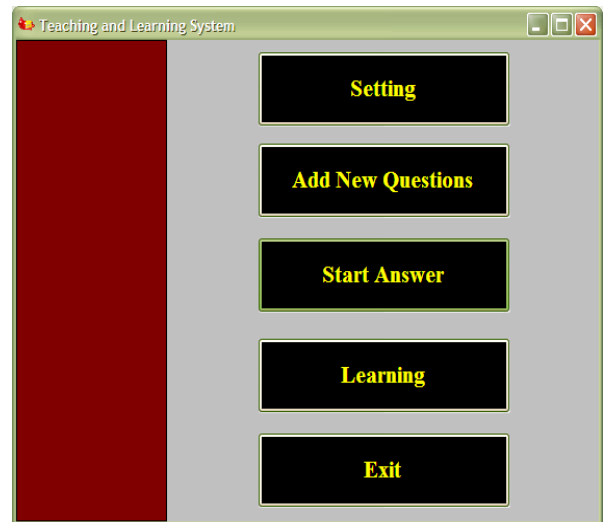 Teaching and Learning System
Setting
Add New Questions
Start Answer
Learning
Exit